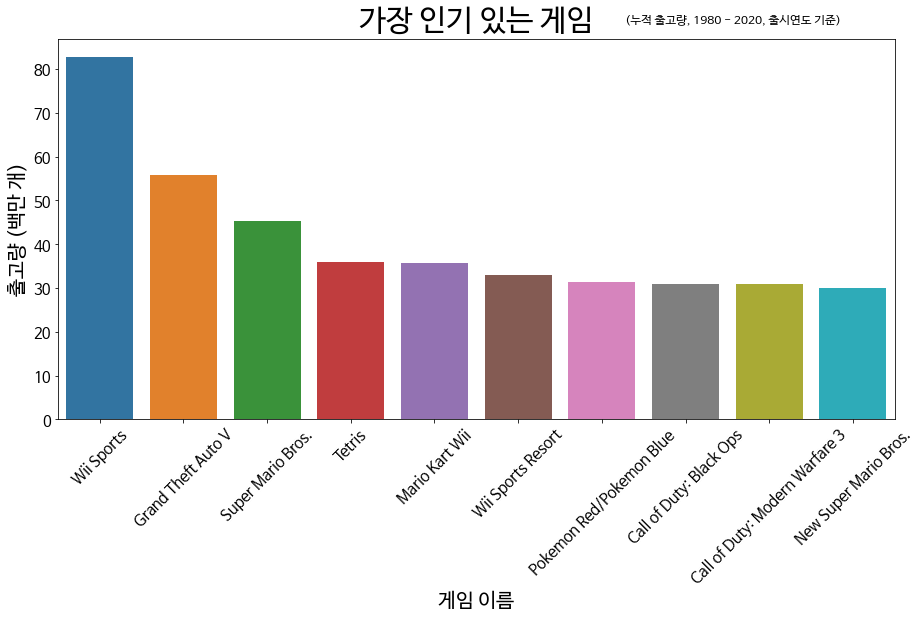 가장 인기 있는 게임
(누적 출고량, 1980 - 2020, 출시연도 기준)
출고량 (백만 개)
80
70
60
50
40
30
20
10
0
Wii Sports
Grand Theft Auto V
Super Mario Bros.
Tetris
Mario Kart Wii
Wii Sports Resort
Pokemon Red/Pokemon Blue
Call of Duty: Black Ops
Call of Duty: Modern Warfare 3
New Super Mario Bros.
게임 이름